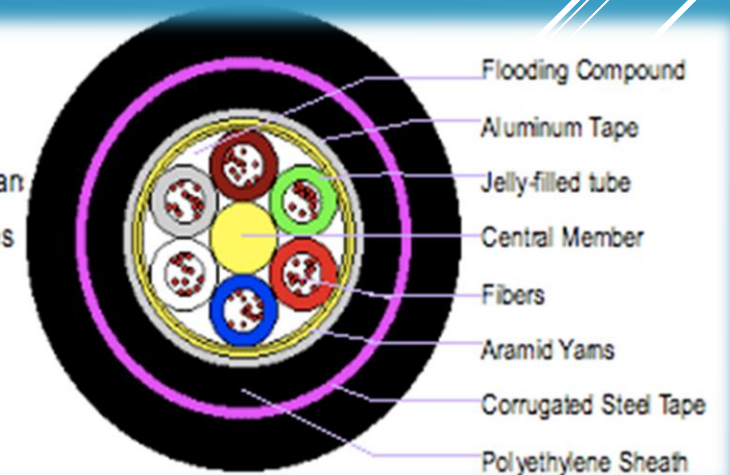 Flooding Compound
Aluminum Tape
Jelly-filled tube
Central Member
Fibers
Aramid Yarns
Corrugated Steel Tape
Polyethylene Sheath